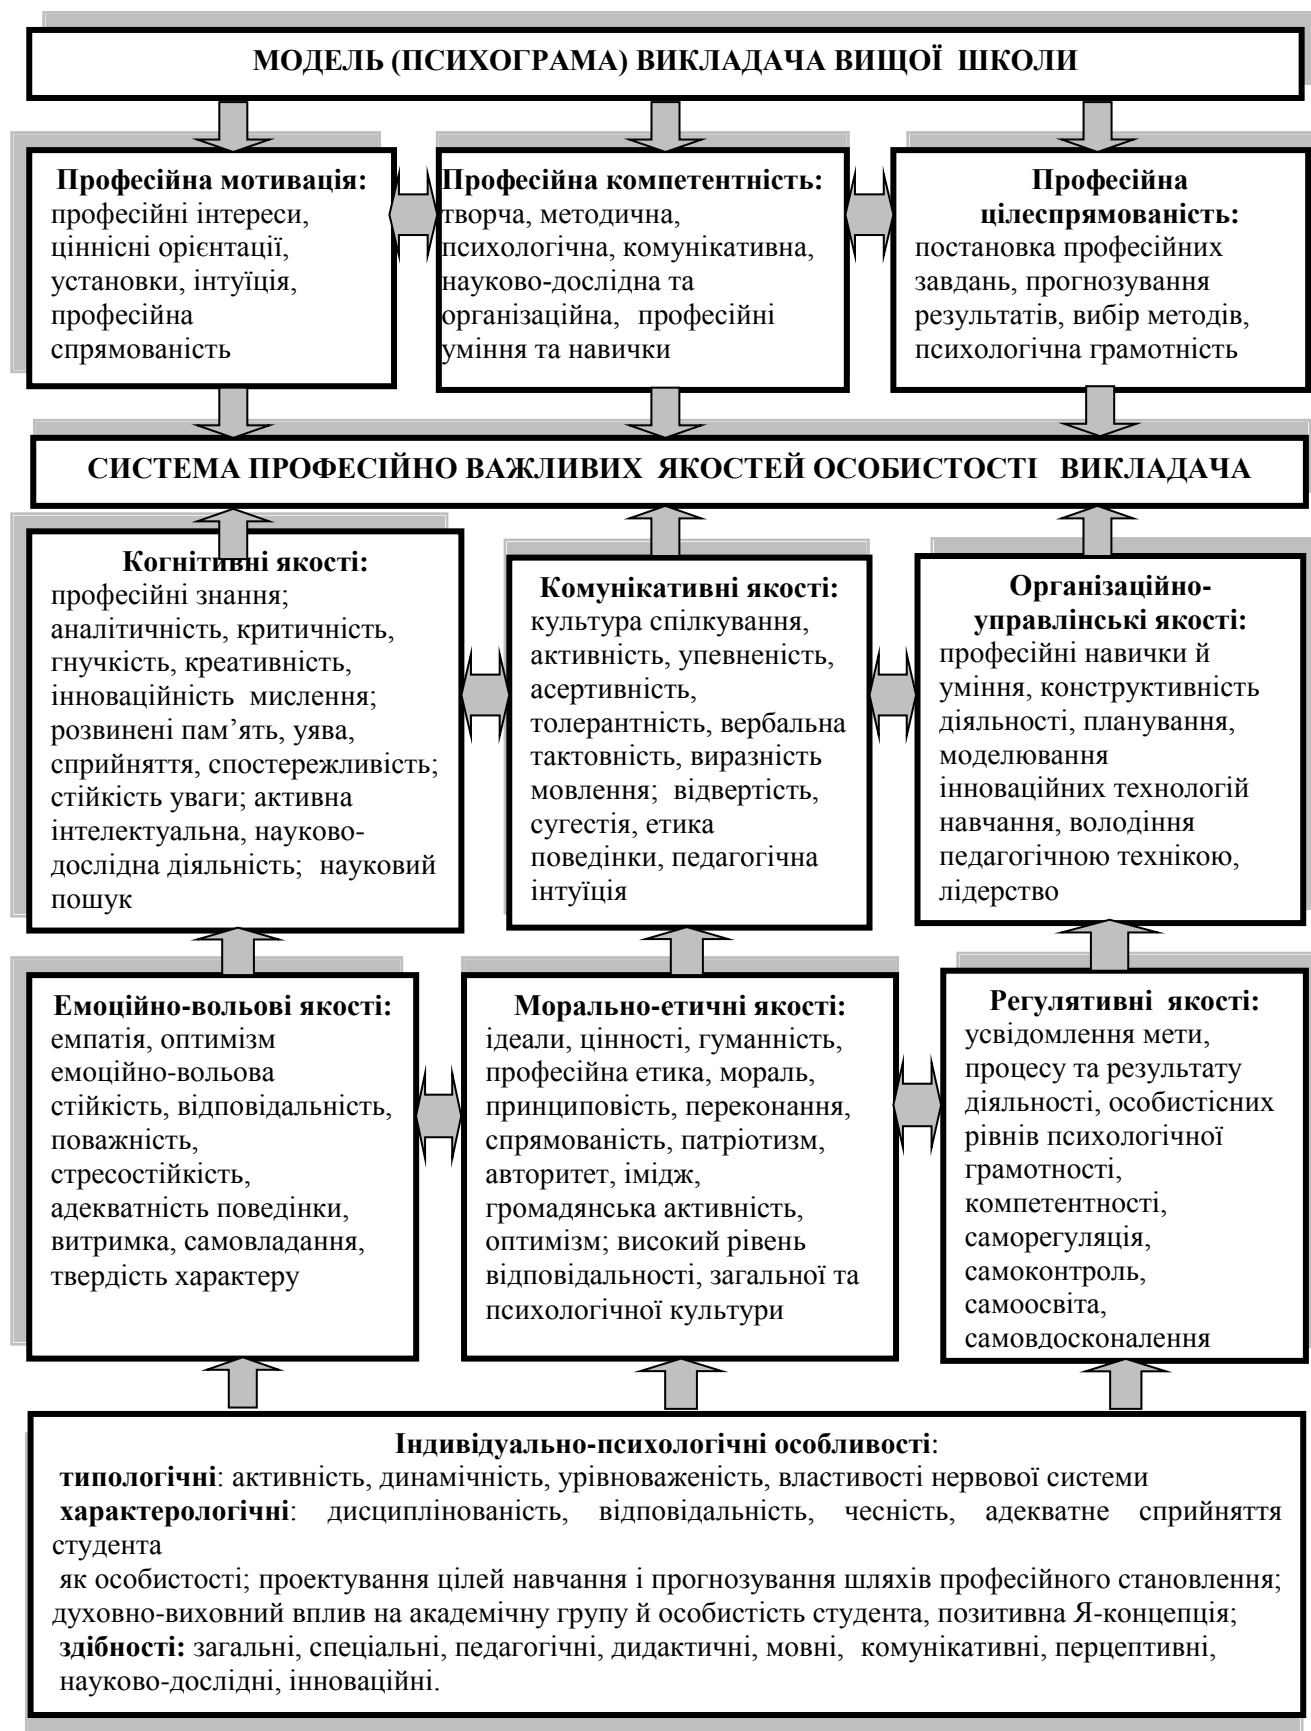 МОДЕЛЬ (ПСИХОГРАМА) ВИКЛАДАЧА ВИЩОЇ ШКОЛИ
Професійна мотивація:
професійні інтереси,
ціннісні орієнтації,
установки, інтуїція,
професійна
спрямованість
Професійна компетентність:
творча, методична,
психологічна, комунікативна,
науково-дослідна та
організаційна, професійні
уміння та навички
Професійна
цілеспрямованість:
постановка професійних
завдань, прогнозування
результатів, вибір методів,
психологічна грамотність
СИСТЕМА ПРОФЕСІЙНО ВАЖЛИВИХ ЯКОСТЕЙ ОСОБИСТОСТІ ВИКЛАДАЧА
Когнітивні якості:
професійні знання;
аналітичність, критичність,
гнучкість, креативність,
інноваційність мислення;
розвинені пам’ять, уява,
сприйняття, спостережливість;
стійкість уваги; активна
інтелектуальна, науково-
дослідна діяльність; науковий
пошук
Комунікативні якості:
культура спілкування,
активність, упевненість,
асертивність,
толерантність, вербальна
тактовність, виразність
мовлення; відвертість,
сугестія, етика
поведінки, педагогічна
інтуїція
Організаційно-
управлінські якості:
професійні навички й
уміння, конструктивність
діяльності, планування,
моделювання
інноваційних технологій
навчання, володіння
педагогічною технікою,
лідерство
Емоційно-вольові якості:
емпатія, оптимізм
емоційно-вольова
стійкість, відповідальність,
поважність,
стресостійкість,
адекватність поведінки,
витримка, самовладання,
твердість характеру
Морально-етичні якості:
ідеали, цінності, гуманність,
професійна етика, мораль,
принциповість, переконання,
спрямованість, патріотизм,
авторитет, імідж,
громадянська активність,
оптимізм; високий рівень
відповідальності, загальної та
психологічної культури
Регулятивні якості:
усвідомлення мети,
процесу та результату
діяльності, особистісних
рівнів психологічної
грамотності,
компетентності,
саморегуляція,
самоконтроль,
самоосвіта,
самовдосконалення
Індивідуально-психологічні особливості:
типологічні: активність, динамічність, урівноваженість, властивості нервової системи
характерологічні: дисциплінованість, відповідальність, чесність, адекватне сприйняття
студента
як особистості; проектування цілей навчання і прогнозування шляхів професійного становлення;
духовно-виховний вплив на академічну групу й особистість студента, позитивна Я-концепція;
здібності: загальні, спеціальні, педагогічні, дидактичні, мовні, комунікативні, перцептивні,
науково-дослідні, інноваційні.